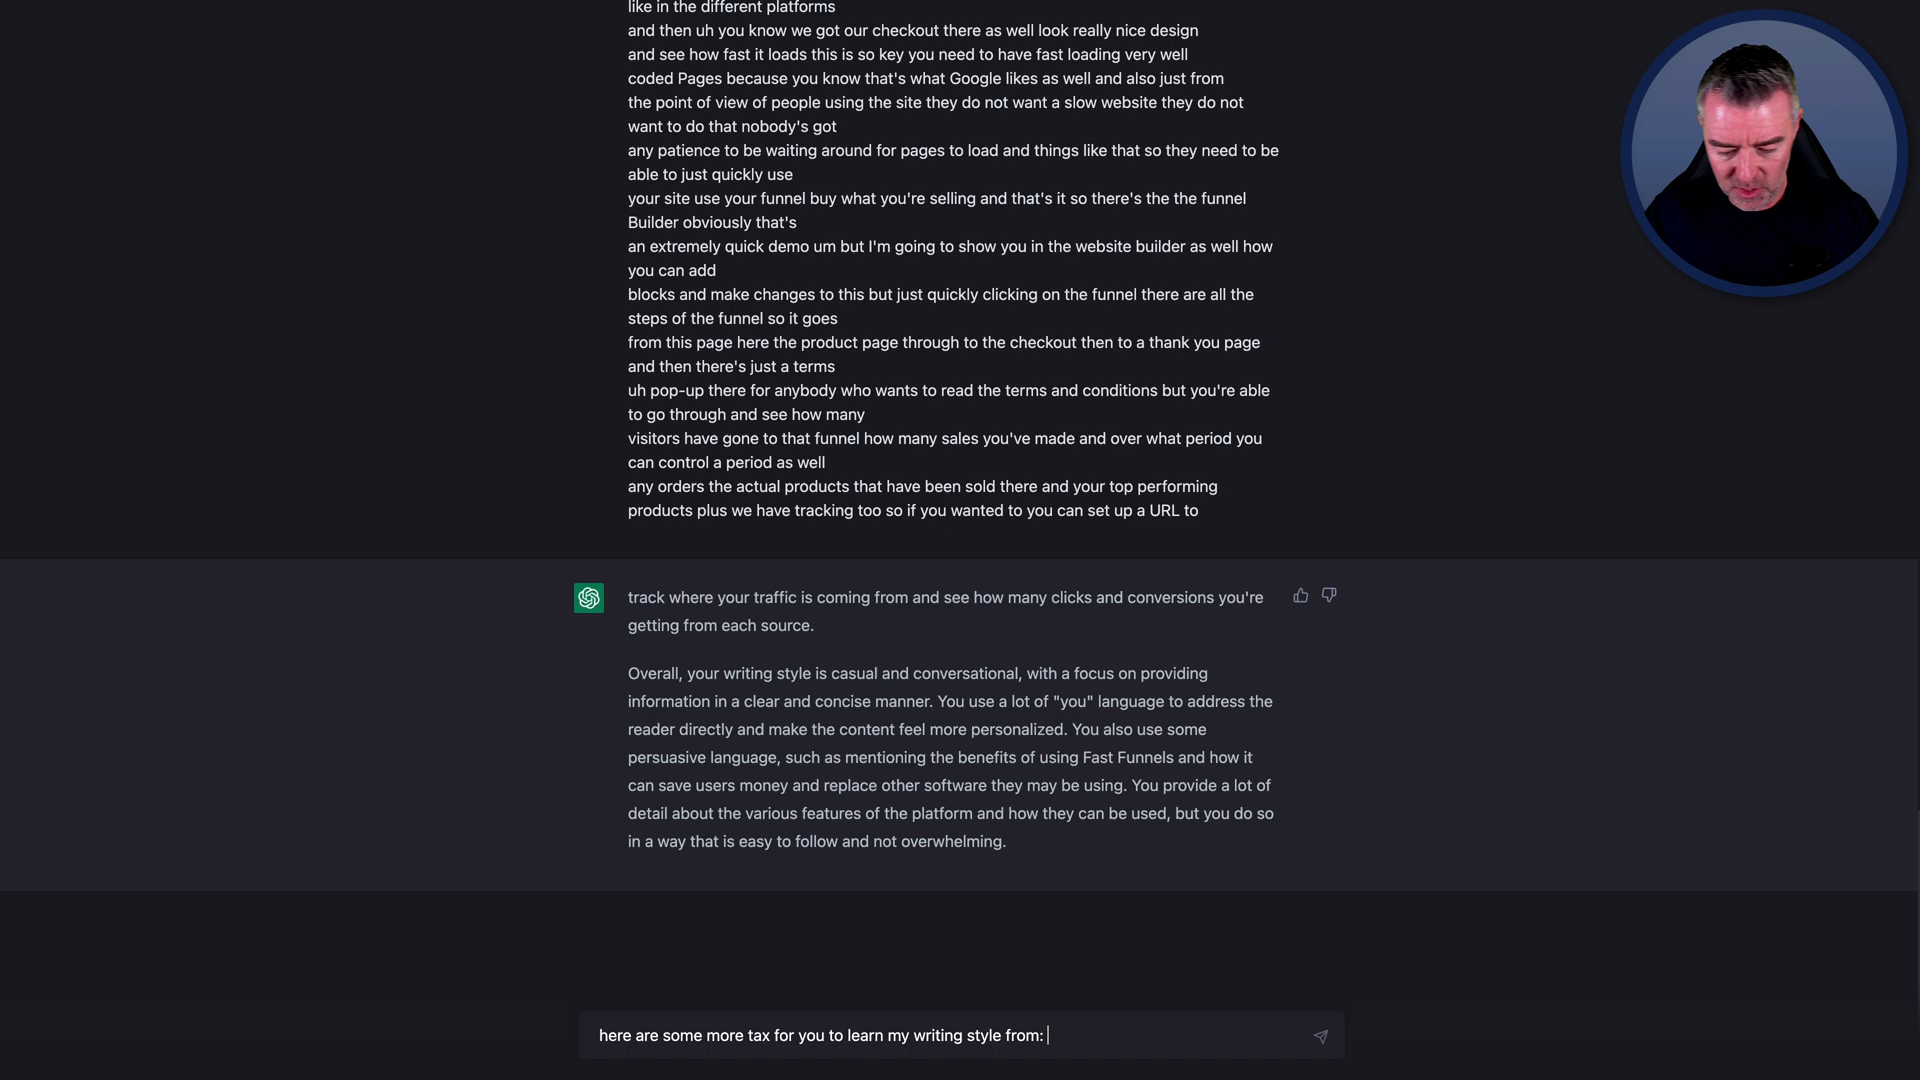 like in the different platforms
and then uh you know we got our checkout there as well look really nice design
and see how fast it loads this is so key you need to have fast loading very well
coded Pages because you know that's what Google likes as well and also just from
the point of view of people using the site they do not want a slow website they do not
want to do that nobody's got
any patience to be waiting around for pages to load and things like that so they need to be
able to just quickly use
your site use your funnel buy what you're selling and that's it so there's the the funnel
Builder obviously that's
an extremely quick demo um but I'm going to show you in the website builder as well how
you can add
blocks and make changes to this but just quickly clicking on the funnel there are all the
steps of the funnel so it goes
from this page here the product page through to the checkout then to a thank you page
and then there's just a terms
uh pop-up there for anybody who wants to read the terms and conditions but you're able
to go through and see how many
visitors have gone to that funnel how many sales you've made and over what period you
can control a period as well
any orders the actual products that have been sold there and your top performing
products plus we have tracking too so if you wanted to you can set up a URL to
track where your traffic is coming from and see how many clicks and conversions you're
getting from each source.
Overall, your writing style is casual and conversational, with a focus on providing
information in a clear and concise manner. You use a lot of "you" language to address the
reader directly and make the content feel more personalized. You also use some
persuasive language, such as mentioning the benefits of using Fast Funnels and how it
can save users money and replace other software they may be using. You provide a lot of
detail about the various features of the platform and how they can be used, but you do so
in a way that is easy to follow and not overwhelming.
here are some more tax for you to learn my writing style from: